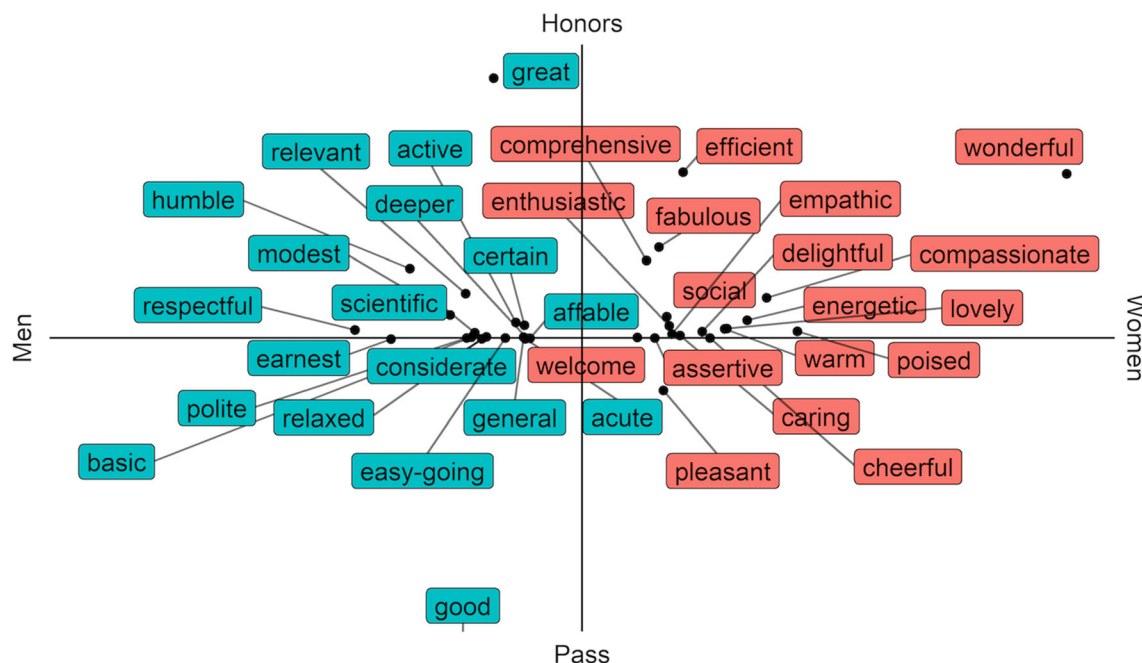 Honors
great
relevant
active
comprehensive
efficient
wonderful
humble
deeper
enthusiastic
fabulous
empathic
modest
certain
delightful
compassionate
respectful
scientific
affable
social
energetic
lovely
Men
Women
earnest
considerate
welcome
assertive
warm
poised
polite
relaxed
general
acute
caring
basic
easy-going
pleasant
cheerful
good
Pass